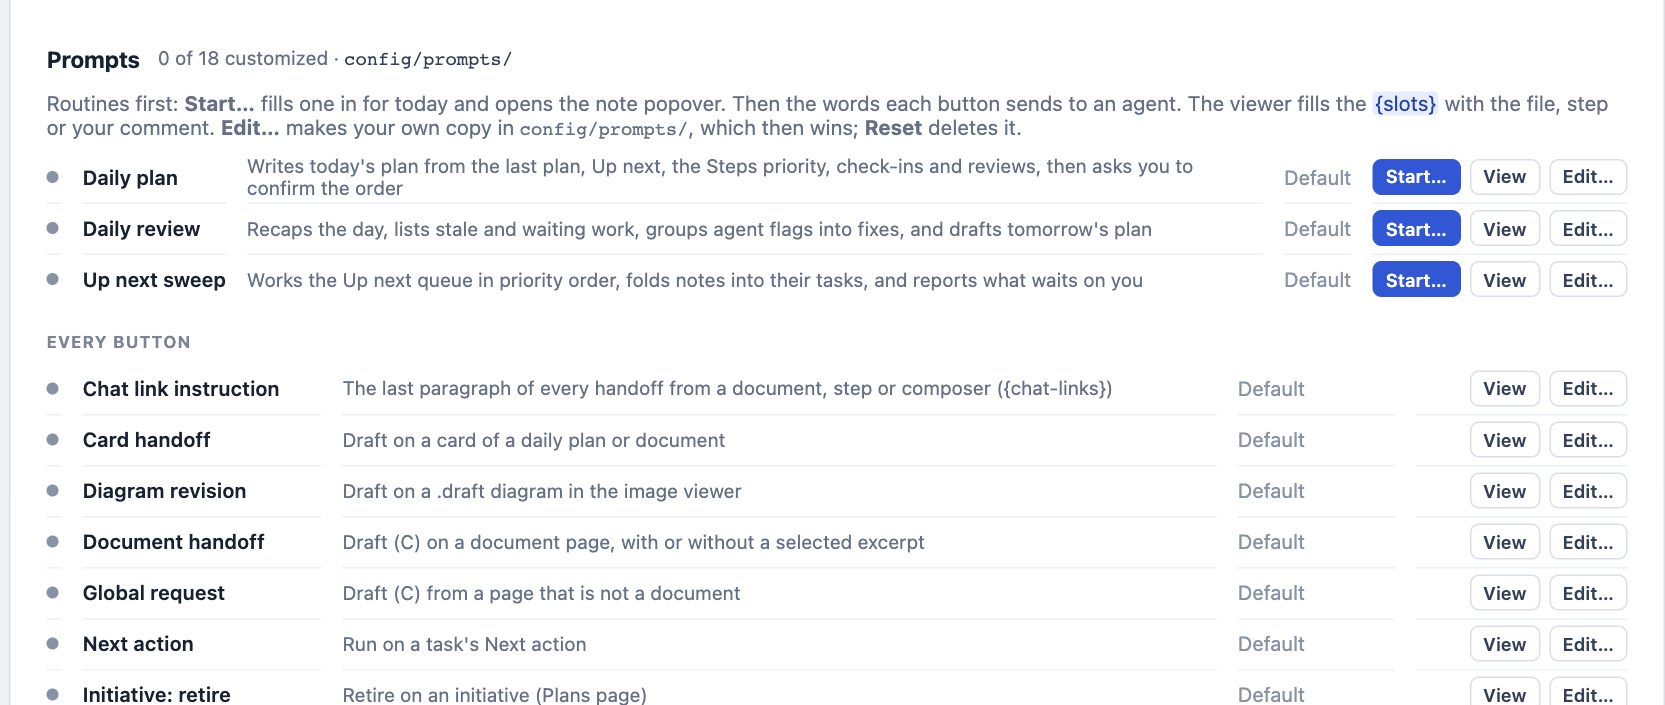 Prompts 0 of 18 customized · config/prompts/
Routines first: Start... fills one in for today and opens the note popover. Then the words each button sends to an agent. The viewer fills the {slots} with the file, step
or your comment. Edit... makes your own copy in config/prompts/, which then wins; Reset deletes it.
Daily plan Writes today's plan from the last plan, Up next, the Steps priority, check-ins and reviews, then asks you to
confirm the order Default Start... View Edit...
Daily review Recaps the day, lists stale and waiting work, groups agent flags into fixes, and drafts tomorrow's plan Default Start... View Edit...
Up next sweep Works the Up next queue in priority order, folds notes into their tasks, and reports what waits on you Default Start... View Edit...
EVERY BUTTON
Chat link instruction The last paragraph of every handoff from a document, step or composer ({chat-links}) Default View Edit...
Card handoff Draft on a card of a daily plan or document Default View Edit...
Diagram revision Draft on a .draft diagram in the image viewer Default View Edit...
Document handoff Draft (C) on a document page, with or without a selected excerpt Default View Edit...
Global request Draft (C) from a page that is not a document Default View Edit...
Next action Run on a task's Next action Default View Edit...
Initiative: retire Retire on an initiative (Plans page) Default View Edit...